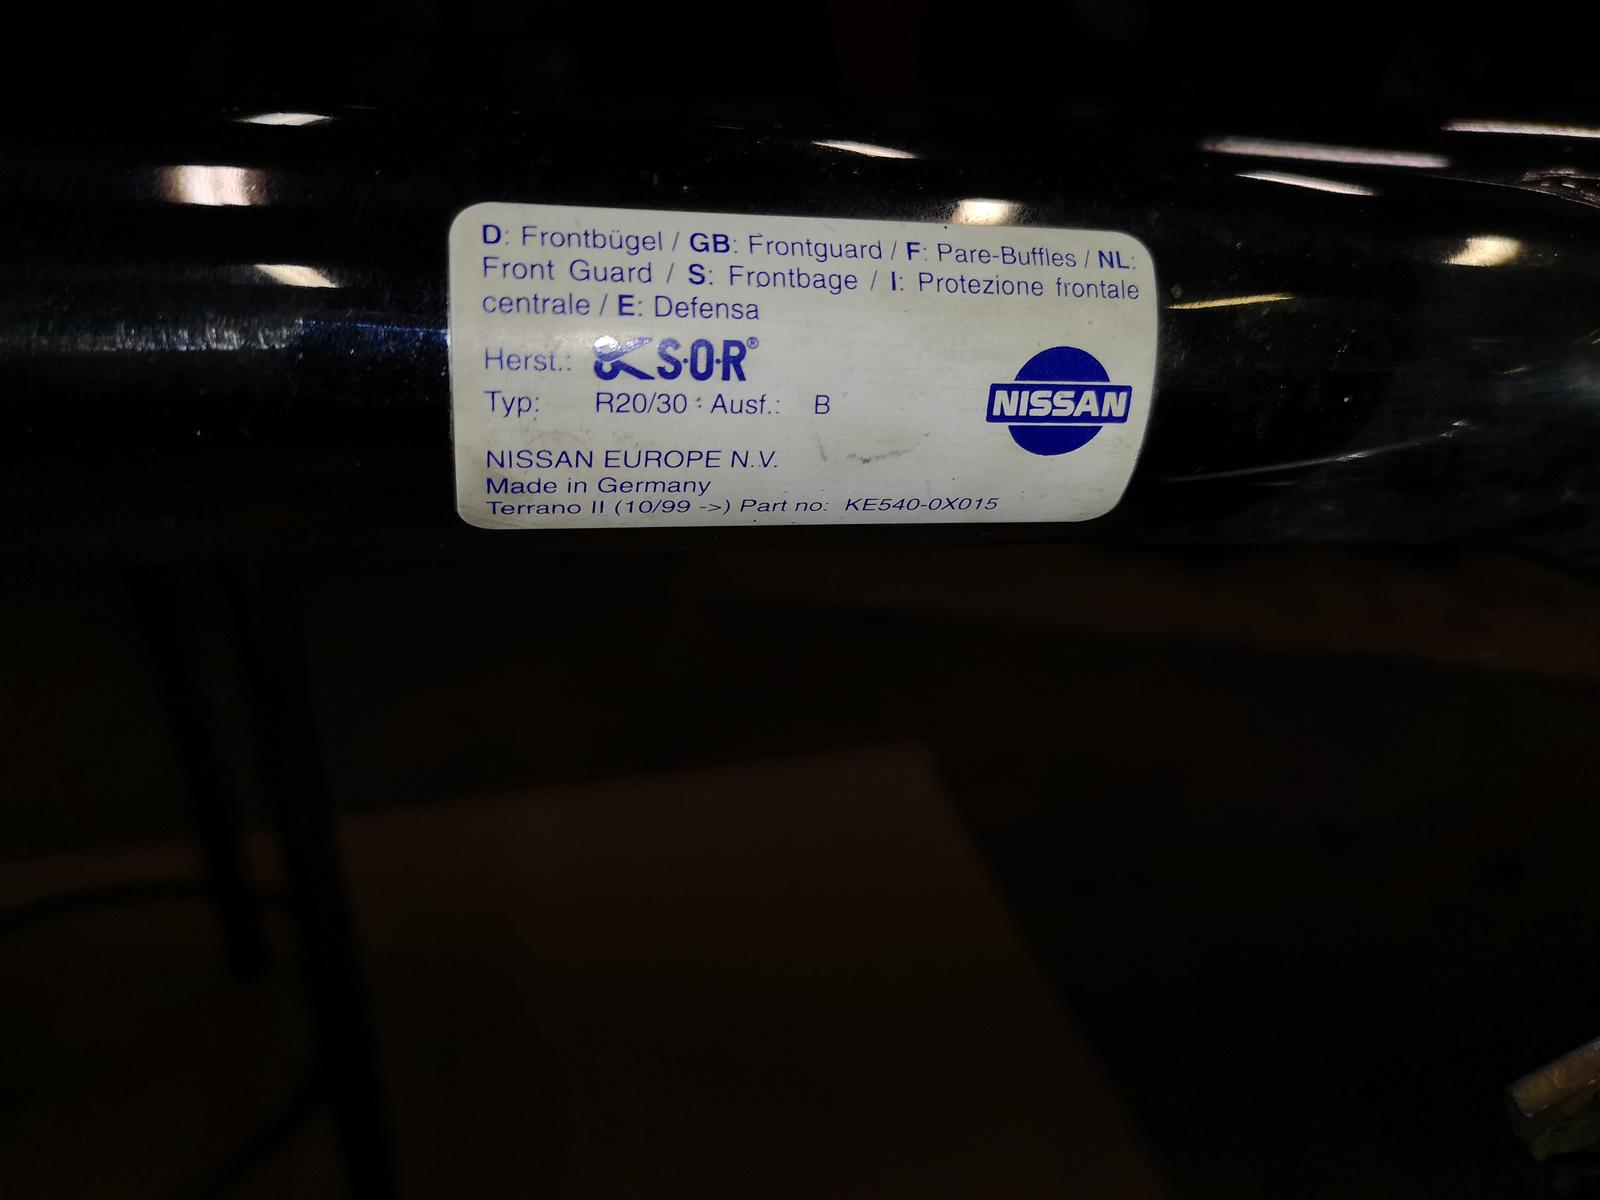 D: Frontbügel / GB: Frontguard / F: Pare-Buffles / NL:
Front Guard / S: Frontbage / I: Protezione frontale
centrale / E: Defensa
Herst.: S·O·R®
Typ: R20/30 · Ausf.: B
NISSAN
NISSAN EUROPE N.V.
Made in Germany
Terrano II (10/99 ->) Part no: KE540-0X015